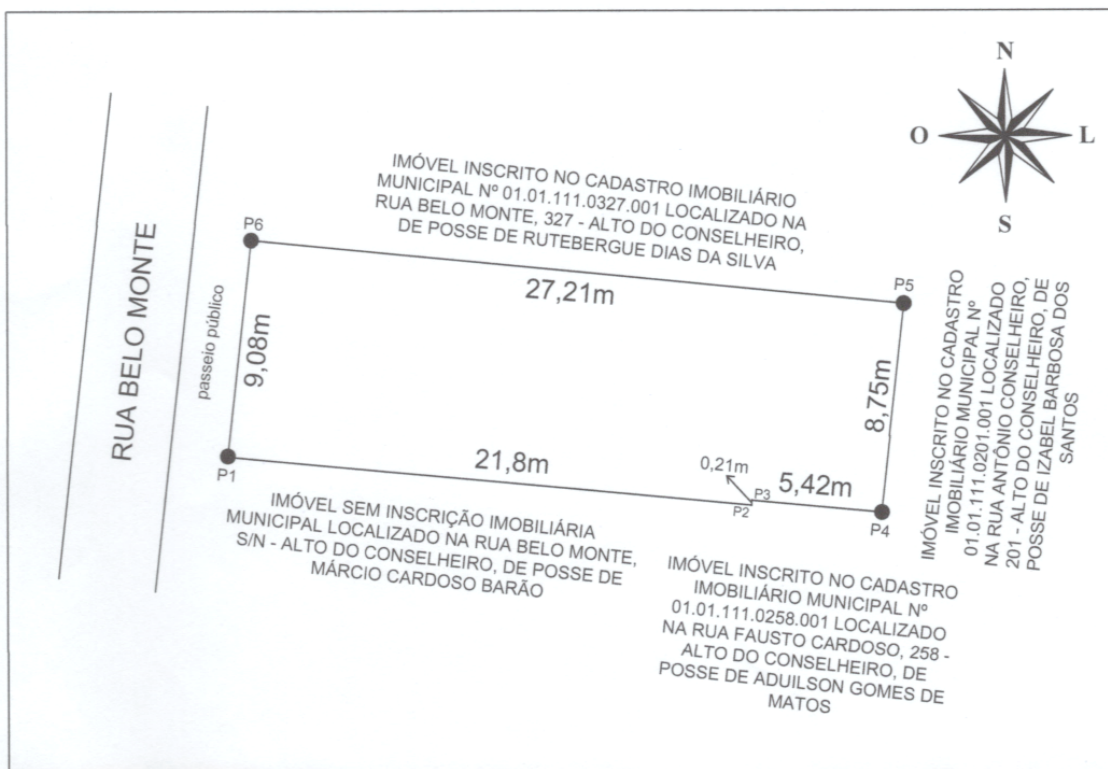 N
O
L
S
IMÓVEL INSCRITO NO CADASTRO IMOBILIÁRIO
MUNICIPAL Nº 01.01.111.0327.001 LOCALIZADO NA
RUA BELO MONTE, 327 - ALTO DO CONSELHEIRO,
DE POSSE DE RUTEBERGUE DIAS DA SILVA
P6
27,21m
P5
RUA BELO MONTE
passeio público
9,08m
8,75m
IMÓVEL INSCRITO NO CADASTRO
IMOBILIÁRIO MUNICIPAL Nº
01.01.111.0201.001 LOCALIZADO
NA RUA ANTÔNIO CONSELHEIRO,
201 - ALTO DO CONSELHEIRO, DE
POSSE DE IZABEL BARBOSA DOS
SANTOS
P1
21,8m
0,21m
P3
P2
5,42m
P4
IMÓVEL SEM INSCRIÇÃO IMOBILIÁRIA
MUNICIPAL LOCALIZADO NA RUA BELO MONTE,
S/N - ALTO DO CONSELHEIRO, DE POSSE DE
MÁRCIO CARDOSO BARÃO
IMÓVEL INSCRITO NO CADASTRO
IMOBILIÁRIO MUNICIPAL Nº
01.01.111.0258.001 LOCALIZADO
NA RUA FAUSTO CARDOSO, 258 -
ALTO DO CONSELHEIRO, DE
POSSE DE ADUILSON GOMES DE
MATOS